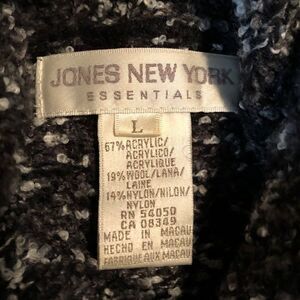 JONES NEW YORK
ESSENTIALS
L
67% ACRYLIC/
ACRYLICO/
ACRYLIQUE
19% WOOL/LANA/
LAINE
14% NYLON/NILON/
NYLON
RN 54050
CA 08349
MADE IN MACAU
HECHO EN MACAU
FABRIQUE AUX MACAU